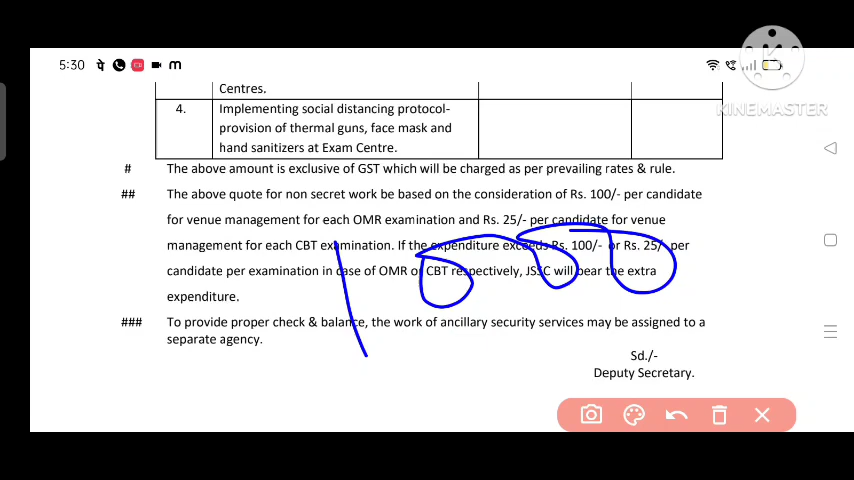 5:30
KINEMASTER
Centres.
4. Implementing social distancing protocol-
provision of thermal guns, face mask and
hand sanitizers at Exam Centre.
# The above amount is exclusive of GST which will be charged as per prevailing rates & rule.
## The above quote for non secret work be based on the consideration of Rs. 100/- per candidate
for venue management for each OMR examination and Rs. 25/- per candidate for venue
management for each CBT examination. If the expenditure exceeds Rs. 100/- or Rs. 25/- per
candidate per examination in case of OMR or CBT respectively, JSSC will bear the extra
expenditure.
### To provide proper check & balance, the work of ancillary security services may be assigned to a
separate agency.
Sd./-
Deputy Secretary.